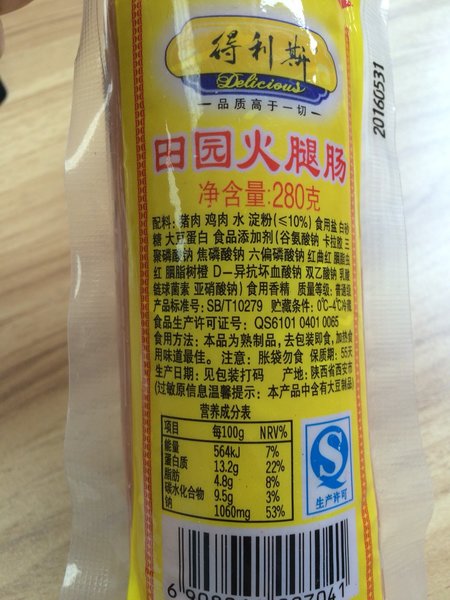 得利斯
Delicious
—品质高于一切—
20160531
田园火腿肠
净含量·280克
配料：猪肉 鸡肉 水 淀粉(≤10%) 食用盐 白砂
糖 大豆蛋白 食品添加剂(谷氨酸钠 卡拉胶 三
聚磷酸钠 焦磷酸钠 六偏磷酸钠 红曲红 胭脂虫
红 胭脂树橙 D—异抗坏血酸钠 双乙酸钠 乳酸
链球菌素 亚硝酸钠) 食用香精 质量等级：普通级
产品标准号：SB/T10279 贮藏条件：0℃-4℃冷藏
食品生产许可证号：QS6101 0401 0065
食用方法：本品为熟制品，去包装即食，加热食
用味道最佳。注意：胀袋勿食 保质期：55天
生产日期：见包装打码 产地：陕西省西安市
(过敏原信息温馨提示：本产品中含有大豆制品)
营养成分表
项目 每100g NRV%
能量 564kJ 7%
蛋白质 13.2g 22%
脂肪 4.8g 8%
碳水化合物 9.5g 3%
钠 1060mg 53%
生产许可